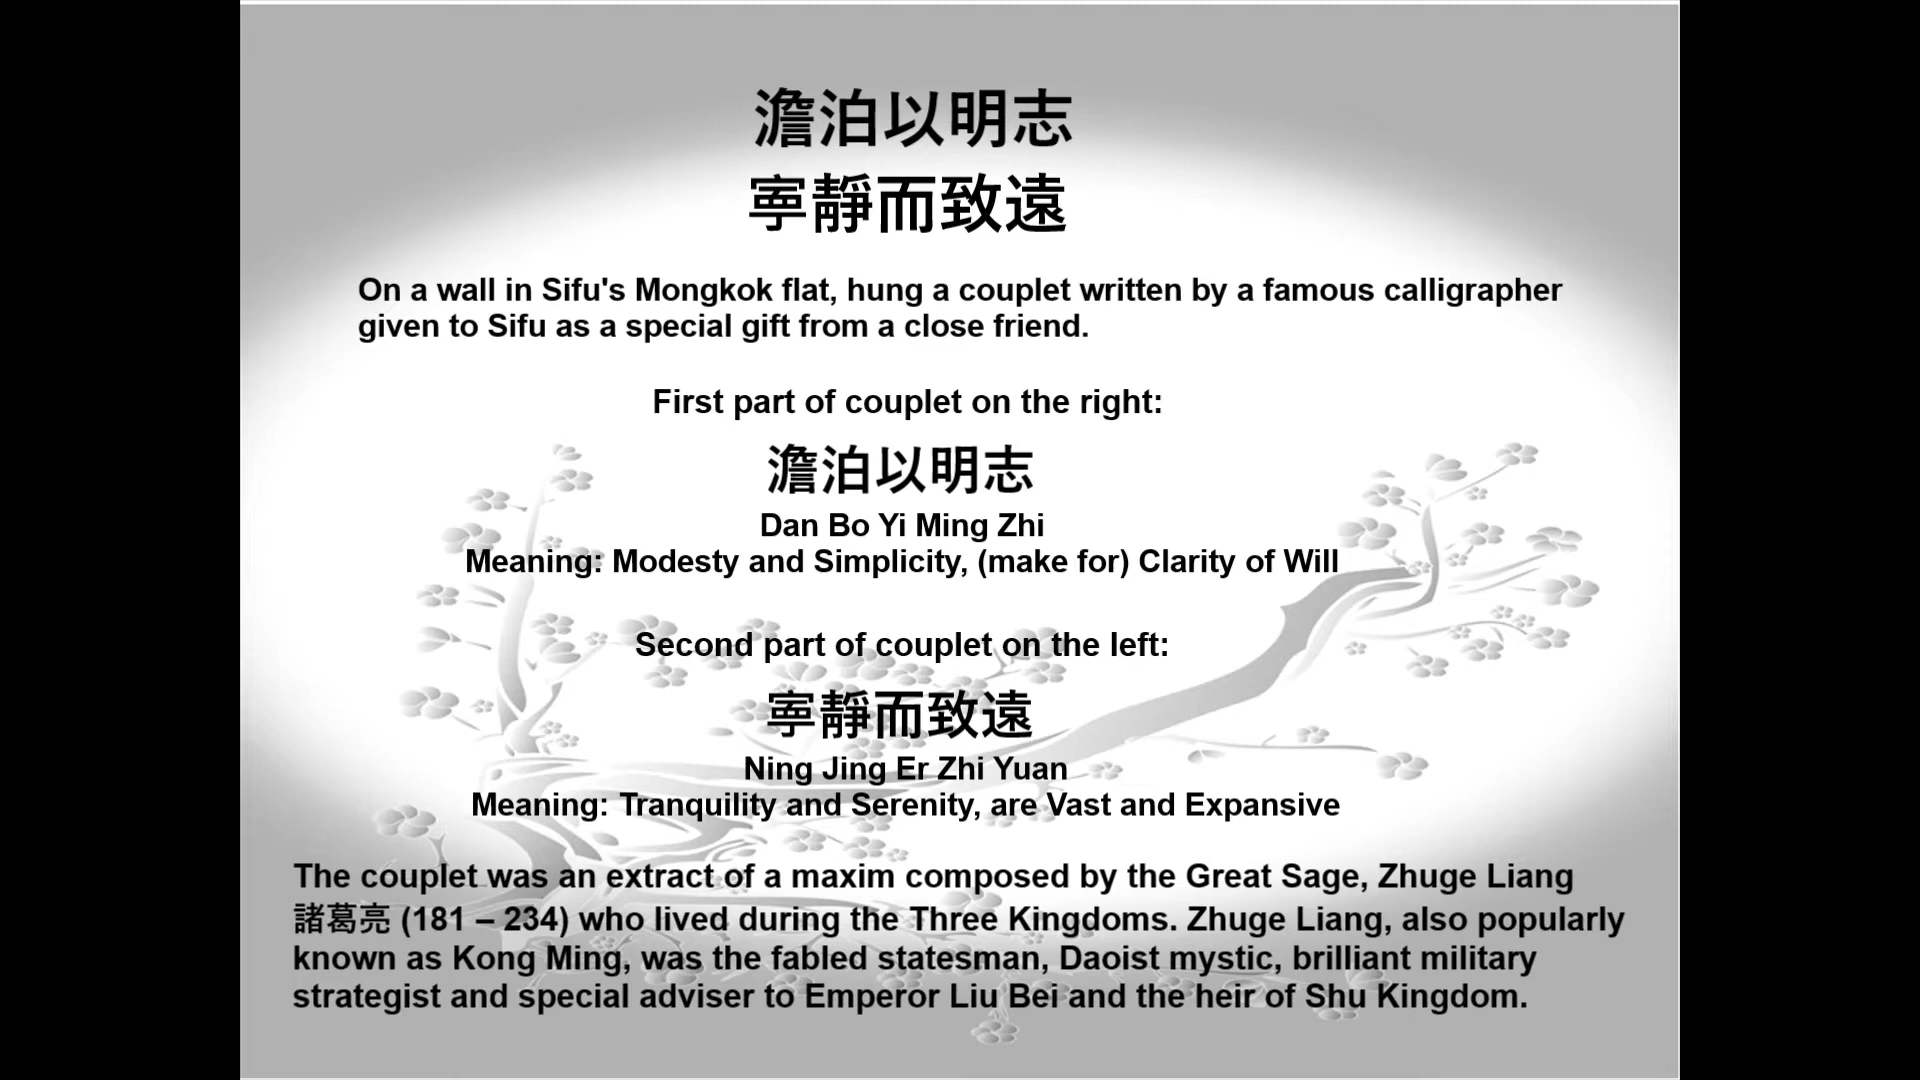 澹泊以明志
寧靜而致遠
On a wall in Sifu's Mongkok flat, hung a couplet written by a famous calligrapher
given to Sifu as a special gift from a close friend.
First part of couplet on the right:
澹泊以明志
Dan Bo Yi Ming Zhi
Meaning: Modesty and Simplicity, (make for) Clarity of Will
Second part of couplet on the left:
寧靜而致遠
Ning Jing Er Zhi Yuan
Meaning: Tranquility and Serenity, are Vast and Expansive
The couplet was an extract of a maxim composed by the Great Sage, Zhuge Liang
諸葛亮 (181 – 234) who lived during the Three Kingdoms. Zhuge Liang, also popularly
known as Kong Ming, was the fabled statesman, Daoist mystic, brilliant military
strategist and special adviser to Emperor Liu Bei and the heir of Shu Kingdom.